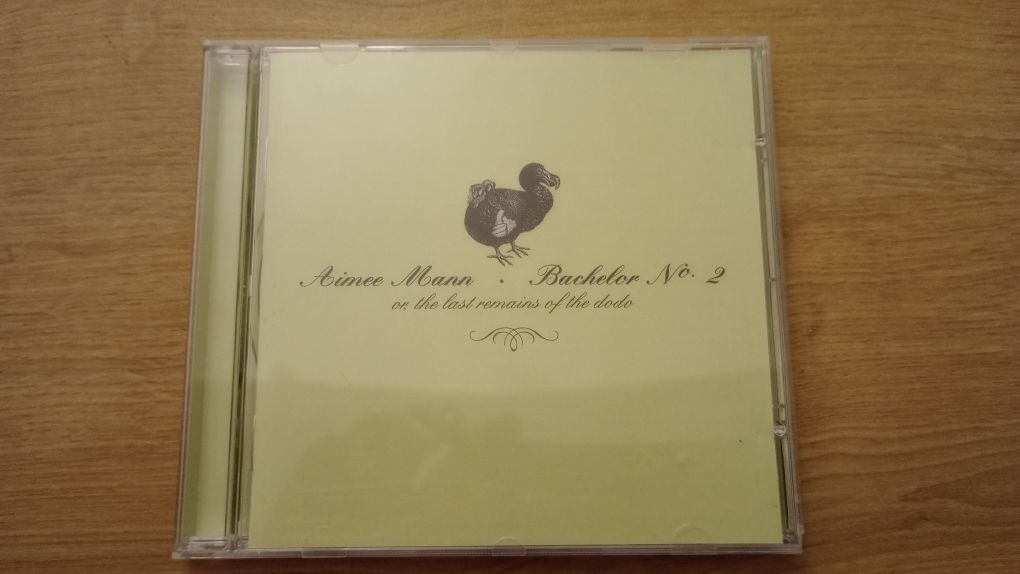 Aimee Mann · Bachelor No. 2
or, the last remains of the dodo